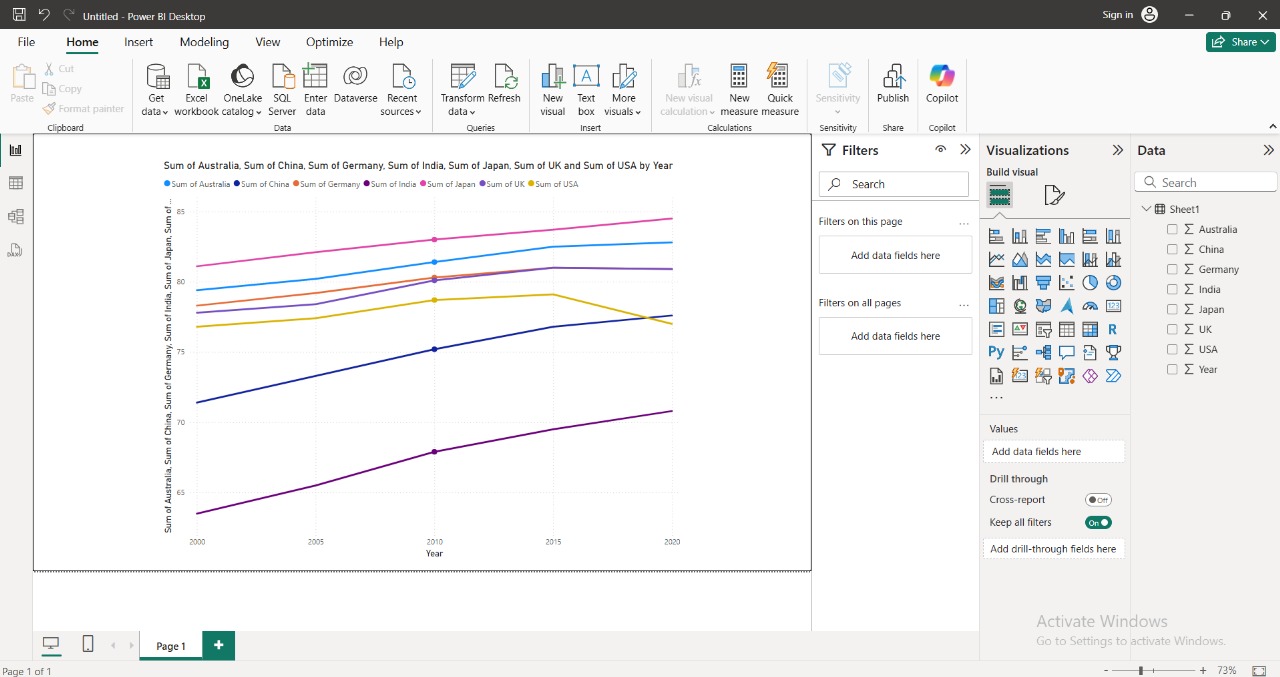 Untitled - Power BI Desktop
Sign in
File Home Insert Modeling View Optimize Help
Share
Paste
Cut
Copy
Format painter
Get data
Excel workbook
OneLake catalog
SQL Server
Enter data
Dataverse
Recent sources
Transform data
Refresh
New visual
Text box
More visuals
New visual calculation
New measure
Quick measure
Sensitivity
Publish
Copilot
Clipboard
Data
Queries
Insert
Calculations
Sensitivity
Share
Copilot
Sum of Australia, Sum of China, Sum of Germany, Sum of India, Sum of Japan, Sum of UK and Sum of USA by Year
Sum of Australia Sum of China Sum of Germany Sum of India Sum of Japan Sum of UK Sum of USA
Sum of Australia, Sum of China, Sum of Germany, Sum of India, Sum of Japan, Sum of ...
85
80
75
70
65
2000 2005 2010 2015 2020
Year
Filters
Search
Filters on this page
...
Add data fields here
Filters on all pages
...
Add data fields here
Visualizations
Build visual
123
R
Py
123
...
Values
Add data fields here
Drill through
Cross-report
Off
Keep all filters
On
Add drill-through fields here
Data
Search
Sheet1
Σ Australia
Σ China
Σ Germany
Σ India
Σ Japan
Σ UK
Σ USA
Σ Year
Activate Windows
Go to Settings to activate Windows.
Page 1
+
Page 1 of 1
- + 73%